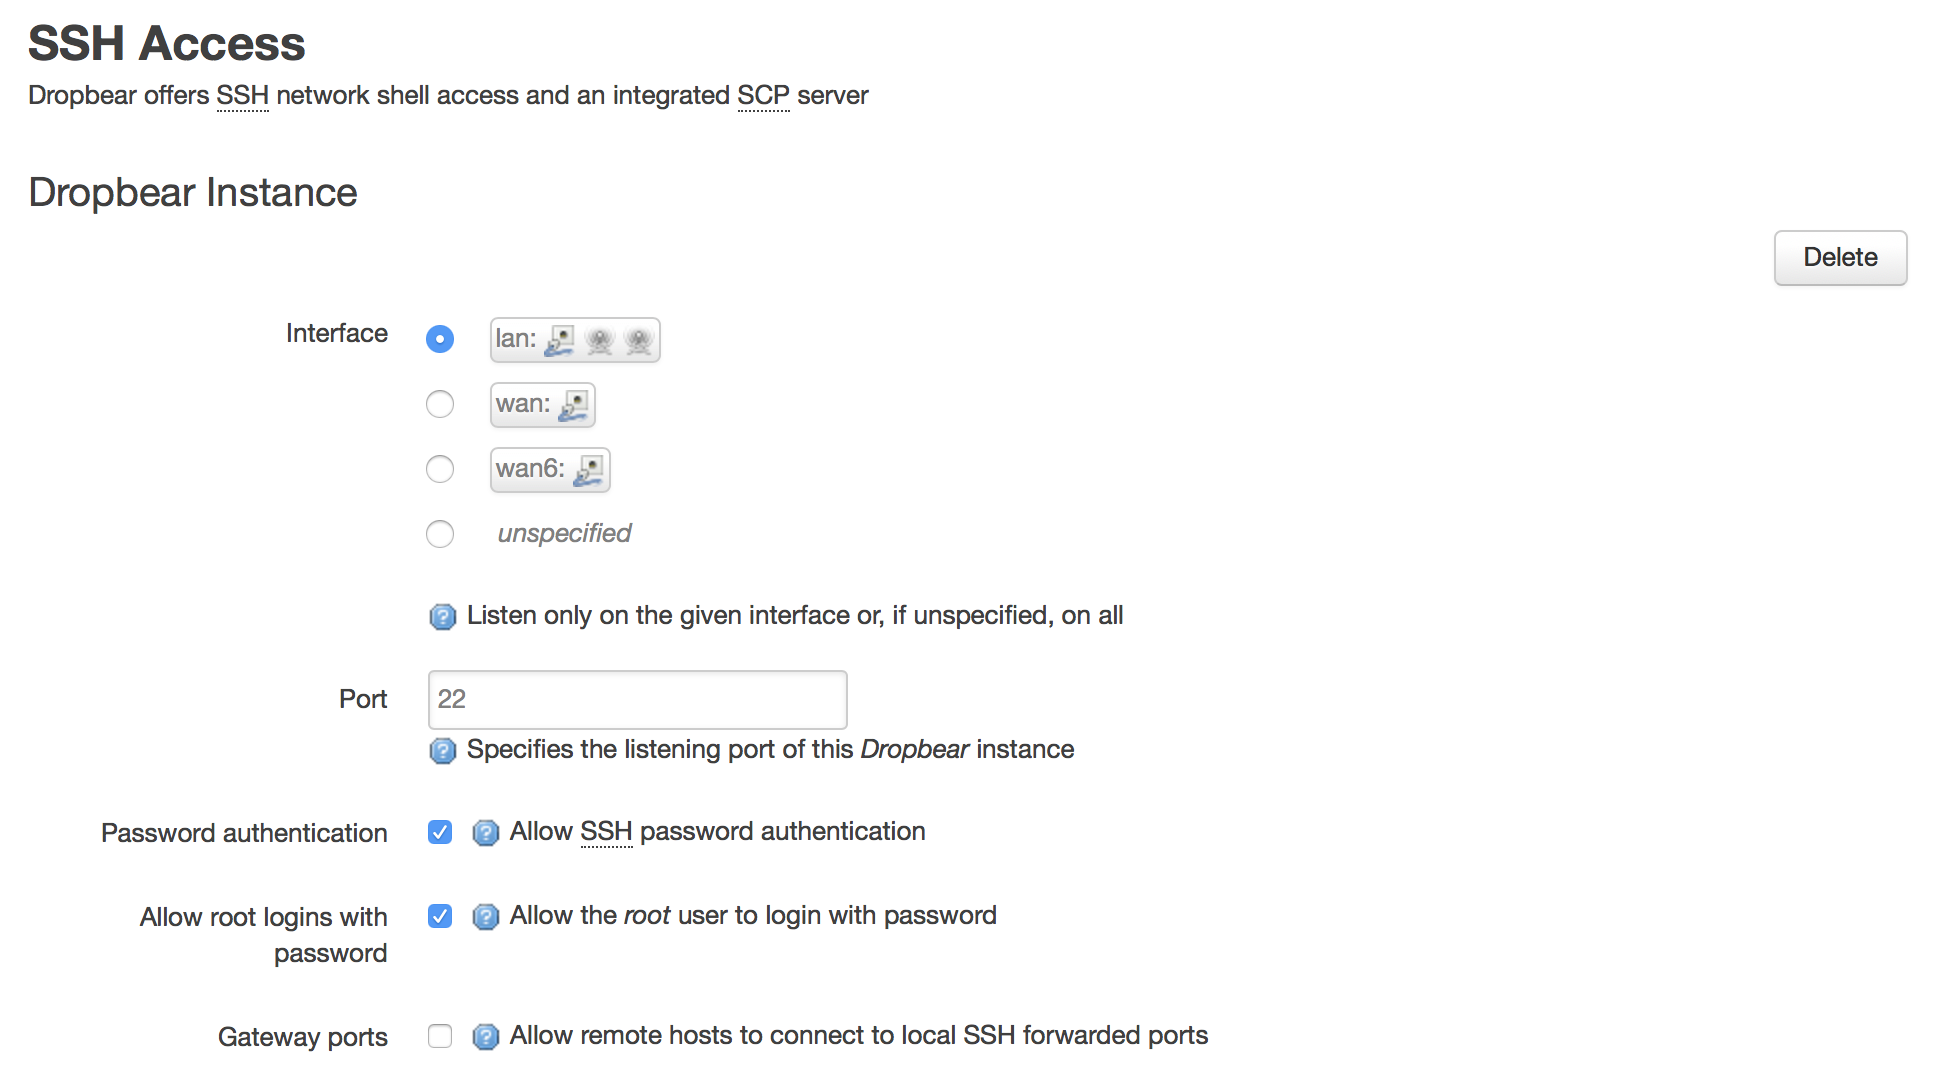 SSH Access
Dropbear offers SSH network shell access and an integrated SCP server
Dropbear Instance
Delete
Interface
lan:
wan:
wan6:
unspecified
Listen only on the given interface or, if unspecified, on all
Port
22
Specifies the listening port of this Dropbear instance
Password authentication
Allow SSH password authentication
Allow root logins with
password
Allow the root user to login with password
Gateway ports
Allow remote hosts to connect to local SSH forwarded ports